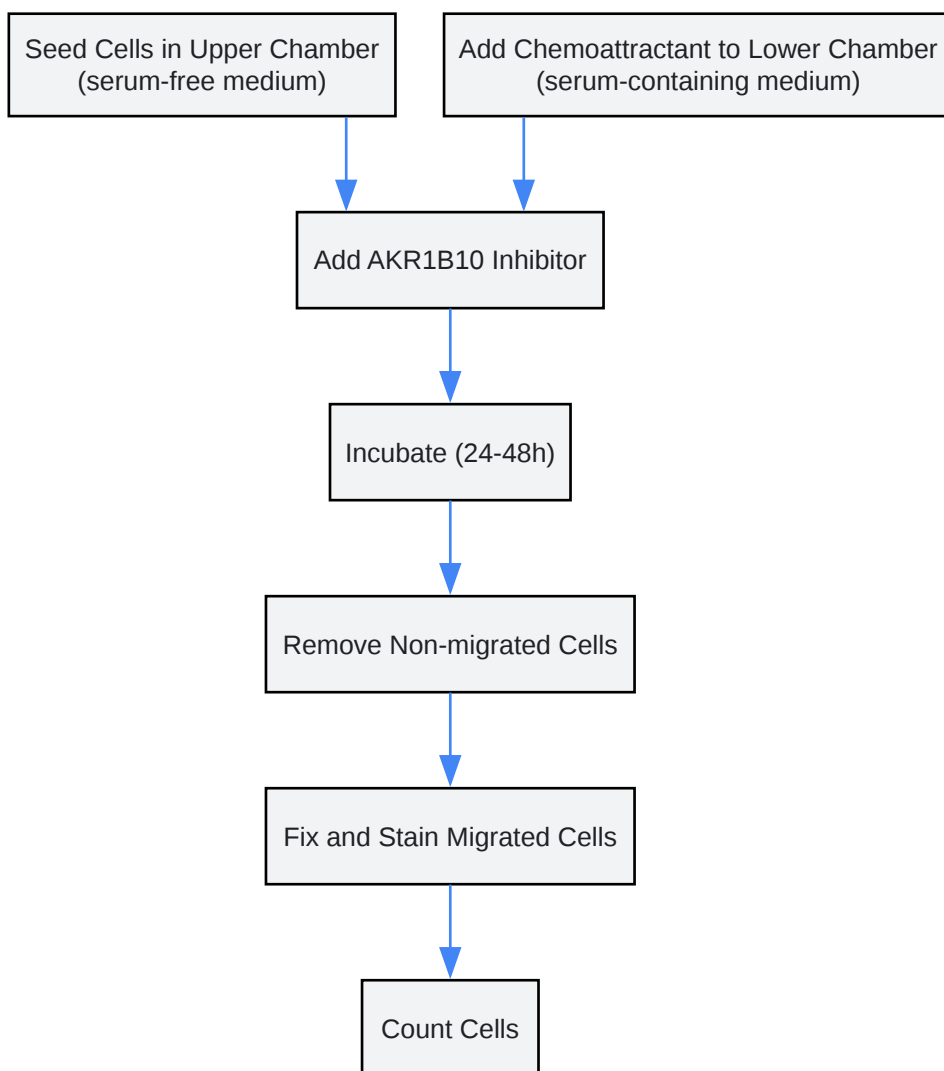 Seed Cells in Upper Chamber
(serum-free medium)
Add Chemoattractant to Lower Chamber
(serum-containing medium)
Add AKR1B10 Inhibitor
Incubate (24-48h)
Remove Non-migrated Cells
Fix and Stain Migrated Cells
Count Cells